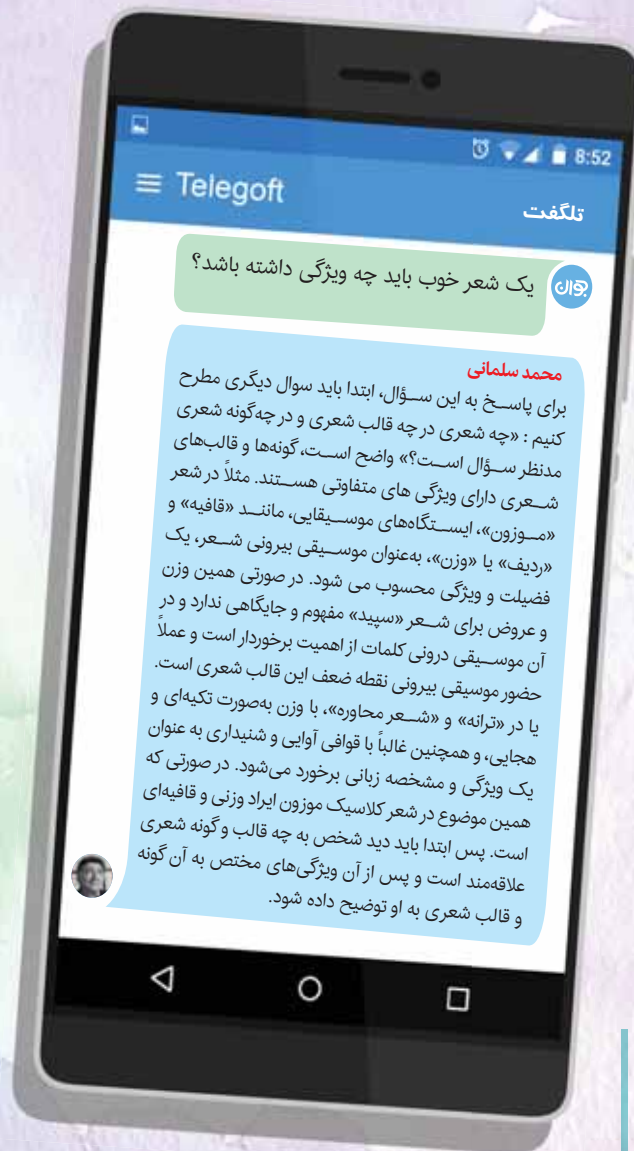 8:52
Telegoft
تلگفت
جوان
یک شعر خوب باید چه ویژگی داشته باشد؟
محمد سلمانی
برای پاسخ به این سؤال، ابتدا باید سوال دیگری مطرح
کنیم : «چه شعری در چه قالب شعری و در چه‌گونه شعری
مدنظر سؤال است؟» واضح است، گونه‌ها و قالب‌های
شعری دارای ویژگی های متفاوتی هستند. مثلاً در شعر
«موزون»، ایستگاه‌های موسیقایی، مانند «قافیه» و
«ردیف» یا «وزن»، به‌عنوان موسیقی بیرونی شعر، یک
فضیلت و ویژگی محسوب می شود. در صورتی همین وزن
و عروض برای شعر «سپید» مفهوم و جایگاهی ندارد و در
آن موسیقی درونی کلمات از اهمیت برخوردار است و عملاً
حضور موسیقی بیرونی نقطه ضعف این قالب شعری است.
یا در «ترانه» و «شعر محاوره»، با وزن به‌صورت تکیه‌ای و
هجایی، و همچنین غالباً با قوافی آوایی و شنیداری به عنوان
یک ویژگی و مشخصه زبانی برخورد می‌شود. در صورتی که
همین موضوع در شعر کلاسیک موزون ایراد وزنی و قافیه‌ای
است. پس ابتدا باید دید شخص به چه قالب و گونه شعری
علاقه‌مند است و پس از آن ویژگی‌های مختص به آن گونه
و قالب شعری به او توضیح داده شود.